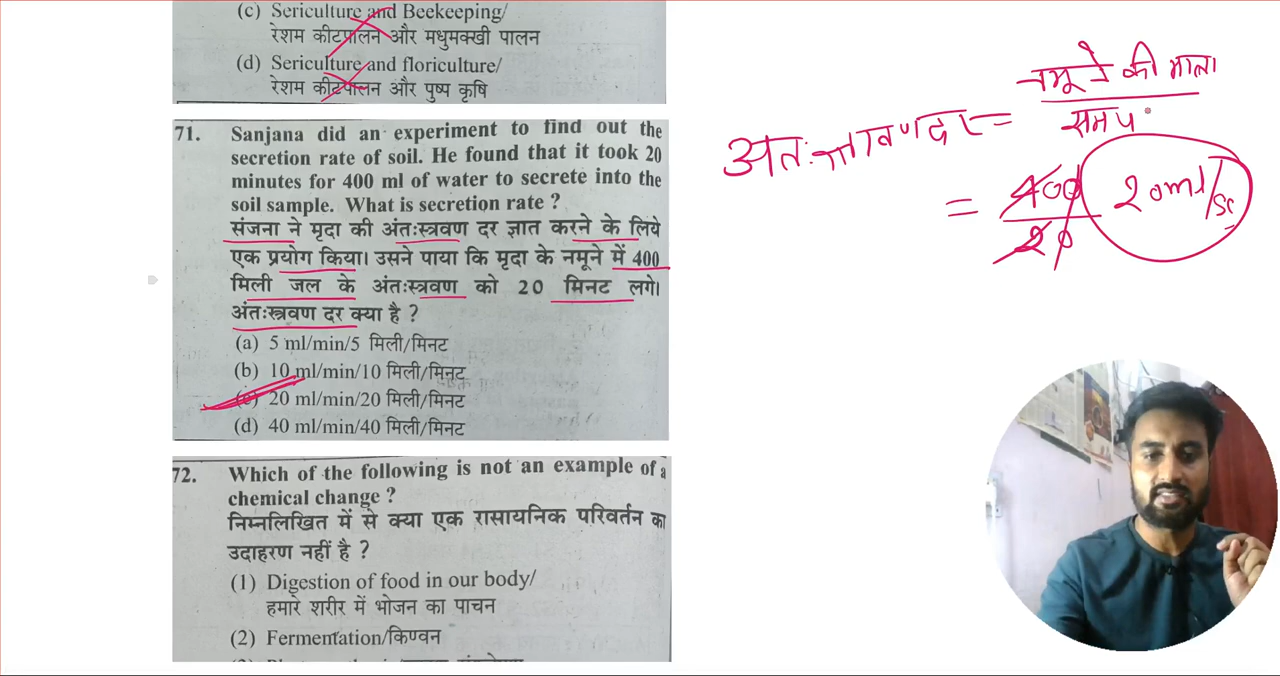 (c) Sericulture and Beekeeping/
रेशम कीटपालन और मधुमक्खी पालन
(d) Sericulture and floriculture/
रेशम कीटपालन और पुष्प कृषि
71. Sanjana did an experiment to find out the
secretion rate of soil. He found that it took 20
minutes for 400 ml of water to secrete into the
soil sample. What is secretion rate ?
संजना ने मृदा की अंतःस्त्रवण दर ज्ञात करने के लिये
एक प्रयोग किया। उसने पाया कि मृदा के नमूने में 400
मिली जल के अंतःस्त्रवण को 20 मिनट लगे।
अंतःस्त्रवण दर क्या है ?
(a) 5 ml/min/5 मिली/मिनट
(b) 10 ml/min/10 मिली/मिनट
(c) 20 ml/min/20 मिली/मिनट
(d) 40 ml/min/40 मिली/मिनट
72. Which of the following is not an example of a
chemical change ?
निम्नलिखित में से क्या एक रासायनिक परिवर्तन का
उदाहरण नहीं है ?
(1) Digestion of food in our body/
हमारे शरीर में भोजन का पाचन
(2) Fermentation/किण्वन
नमूने की मात्रा
=
समय
= 400
20
20ml/